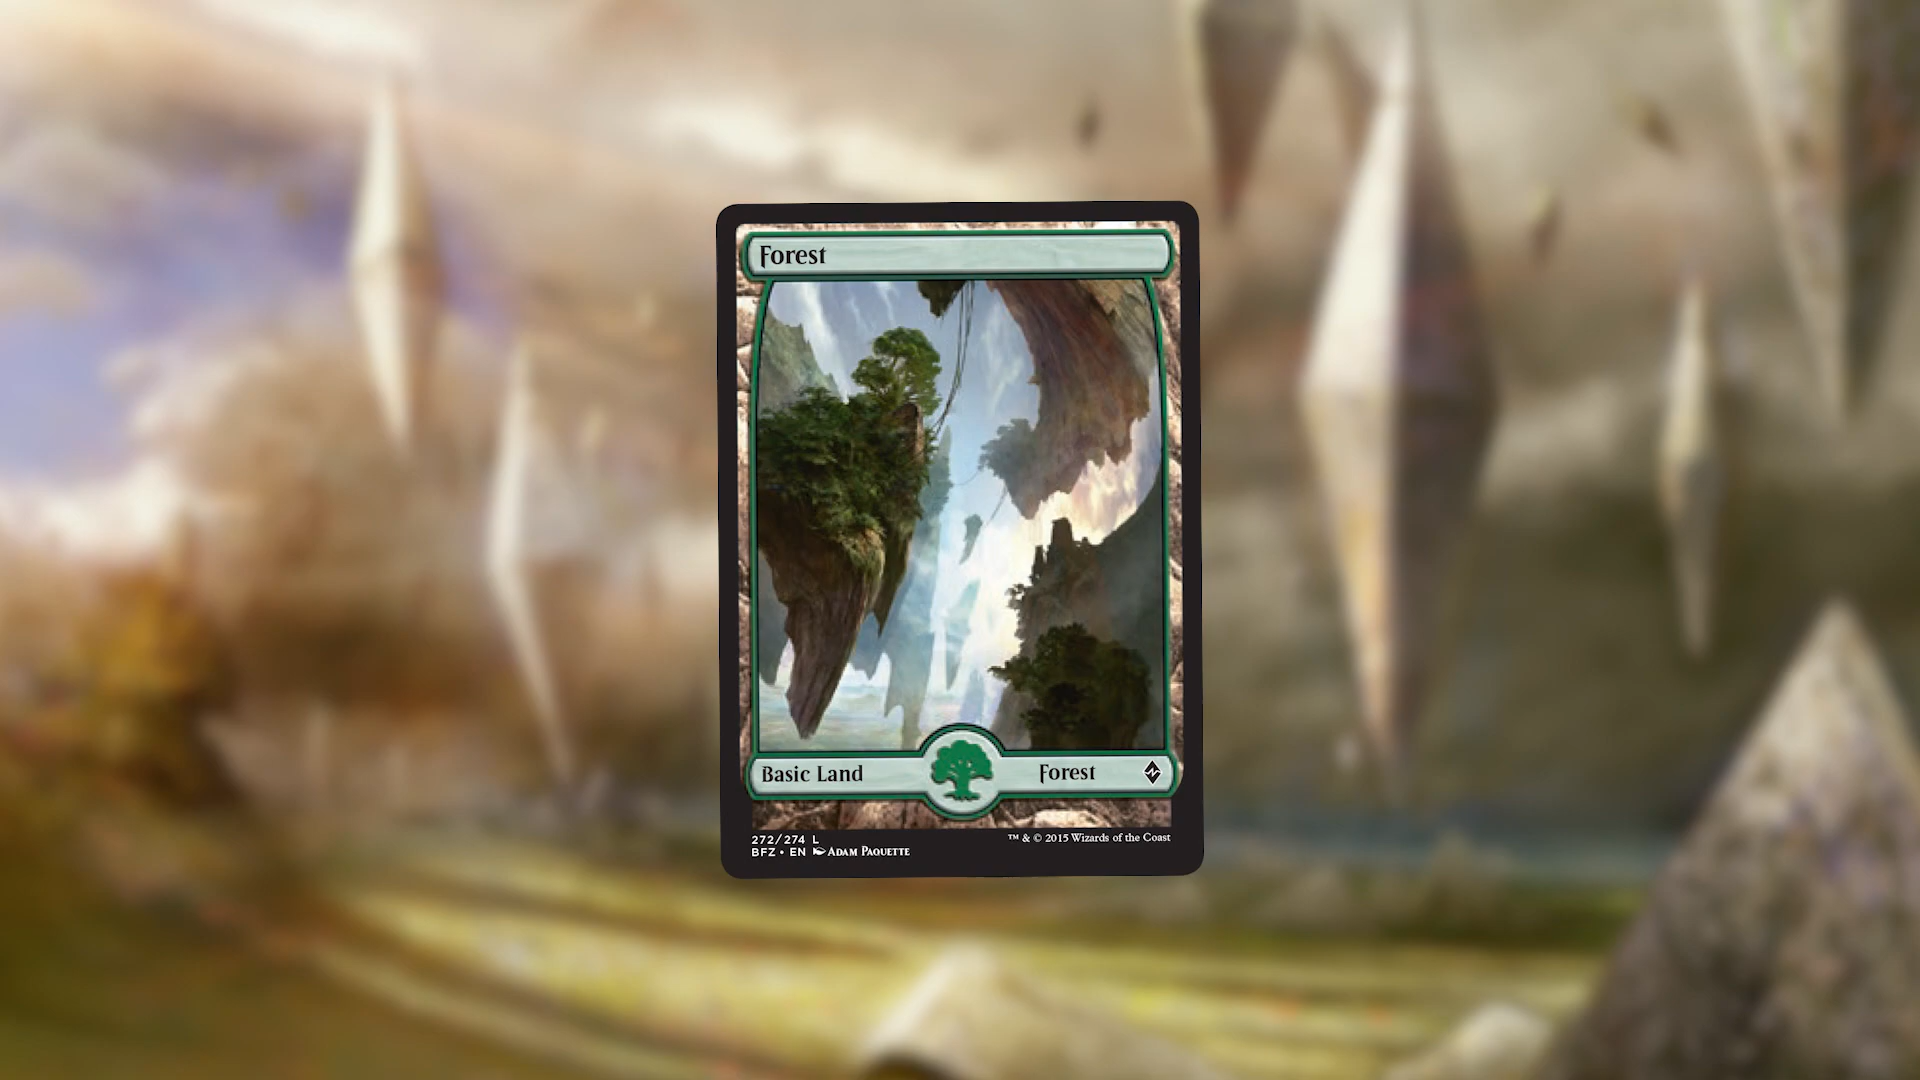 Forest
Basic Land Forest
272/274 L ™ & © 2015 Wizards of the Coast
BFZ • EN Adam Paquette